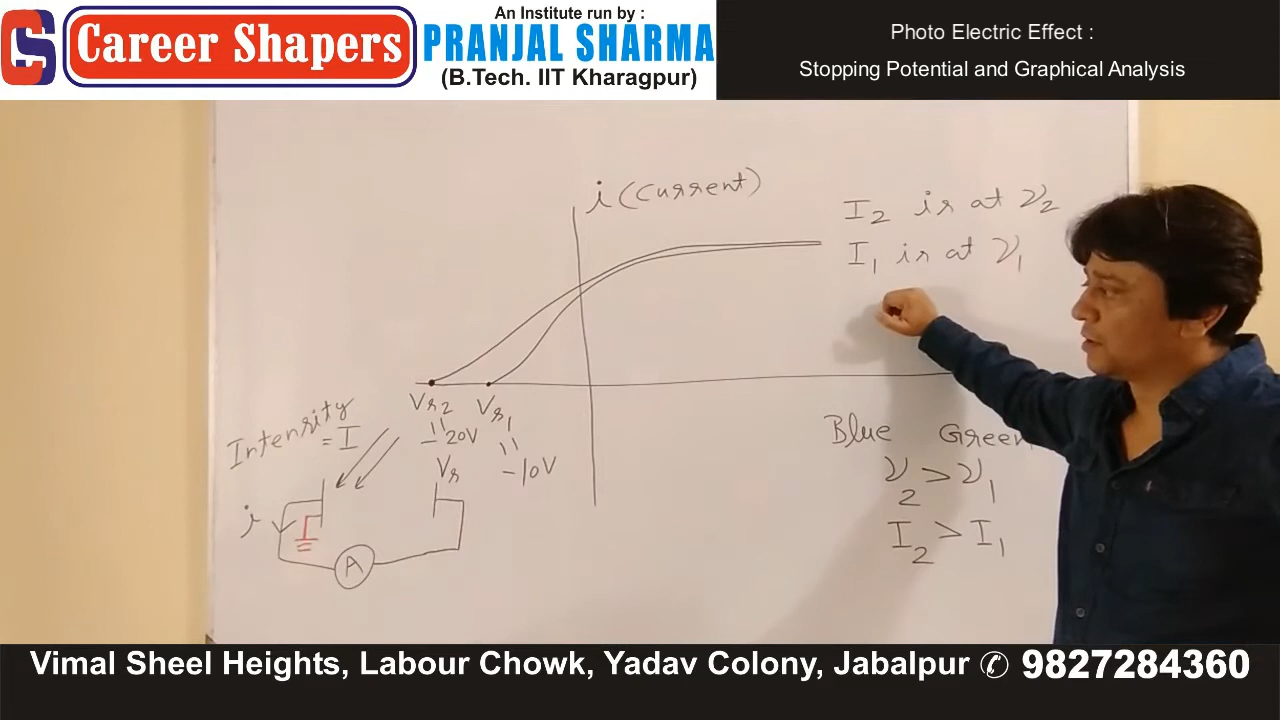 CS
Career Shapers
An Institute run by :
PRANJAL SHARMA
(B.Tech. IIT Kharagpur)
Photo Electric Effect :
Stopping Potential and Graphical Analysis
i (Current)
I₂ is at ν₂
I₁ is at ν₁
Vs₂ Vs₁
= =
-20V -10V
Intensity
= I
Vs
i
A
Blue Green
ν₂ > ν₁
I₂ > I₁
Vimal Sheel Heights, Labour Chowk, Yadav Colony, Jabalpur ✆ 9827284360